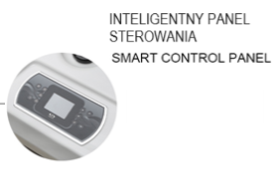 INTELIGENTNY PANEL
STEROWANIA
SMART CONTROL PANEL